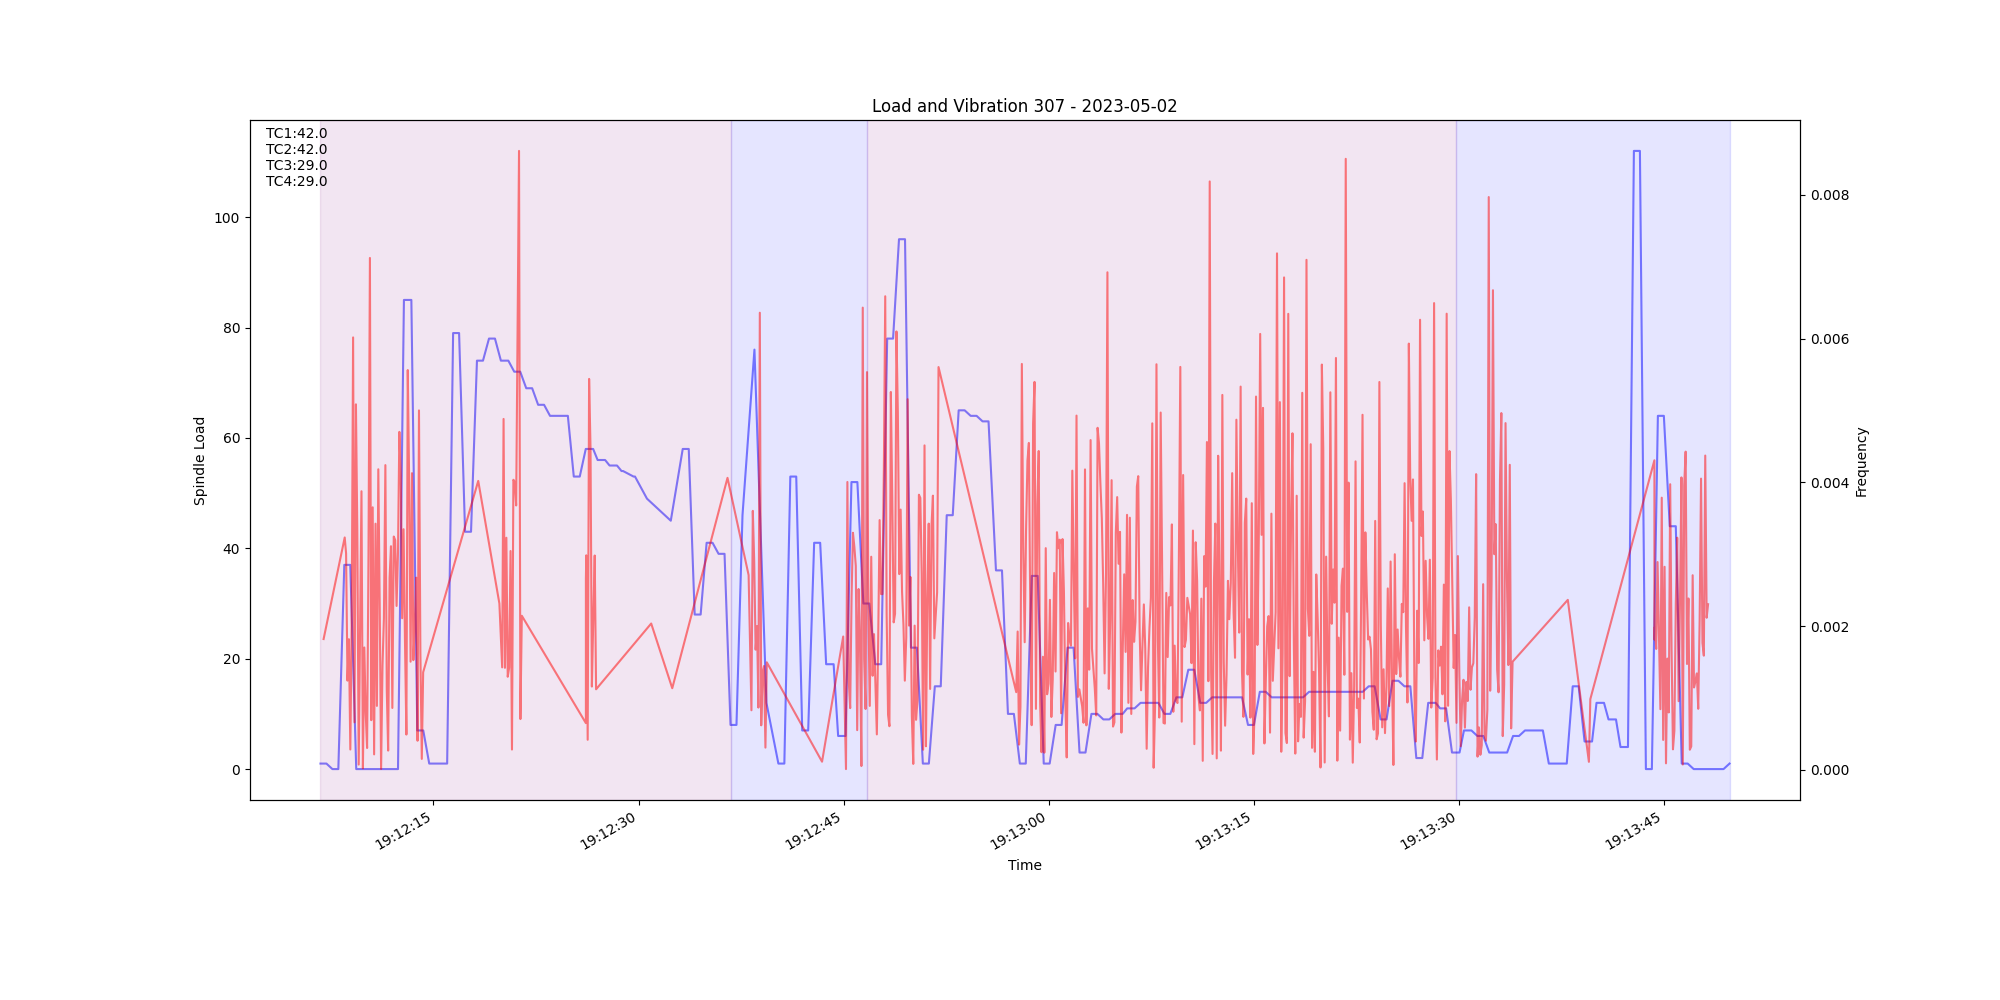 Load and Vibration 307 - 2023-05-02
TC1:42.0
TC2:42.0
TC3:29.0
TC4:29.0
Spindle Load
100
80
60
40
20
0
0.008
0.006
0.004
0.002
0.000
Frequency
19:12:15
19:12:30
19:12:45
19:13:00
19:13:15
19:13:30
19:13:45
Time